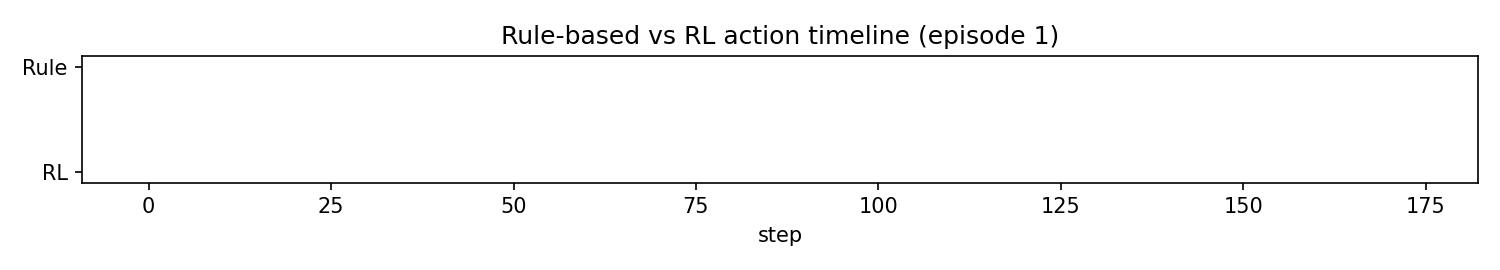 Rule-based vs RL action timeline (episode 1)
Rule
RL
0 25 50 75 100 125 150 175
step